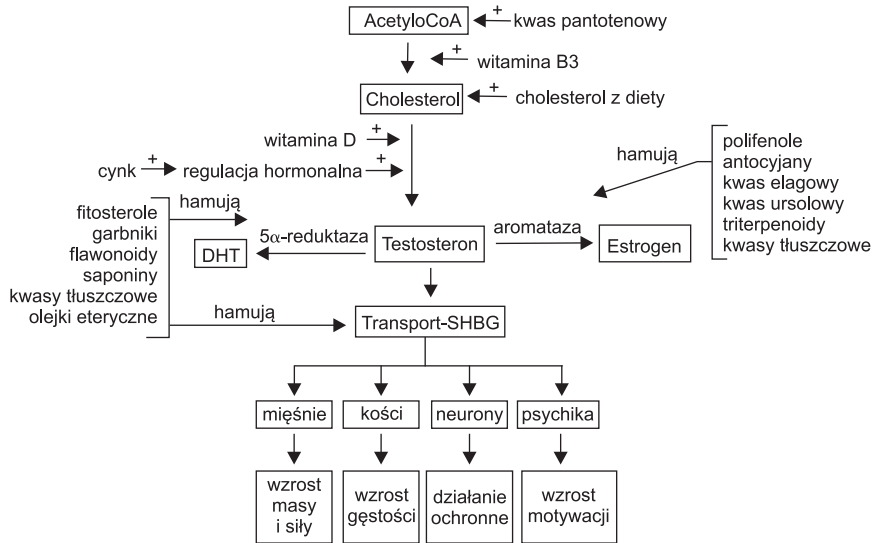 AcetyloCoA
+
kwas pantotenowy
+
witamina B3
Cholesterol
+
cholesterol z diety
witamina D
+
cynk
+
regulacja hormonalna
+
hamują
polifenole
antocyjany
kwas elagowy
kwas ursolowy
triterpenoidy
kwasy tłuszczowe
fitosterole
garbniki
flawonoidy
saponiny
kwasy tłuszczowe
olejki eteryczne
hamują
DHT
5α-reduktaza
Testosteron
aromataza
Estrogen
hamują
Transport-SHBG
mięśnie
kości
neurony
psychika
wzrost
masy
i siły
wzrost
gęstości
działanie
ochronne
wzrost
motywacji